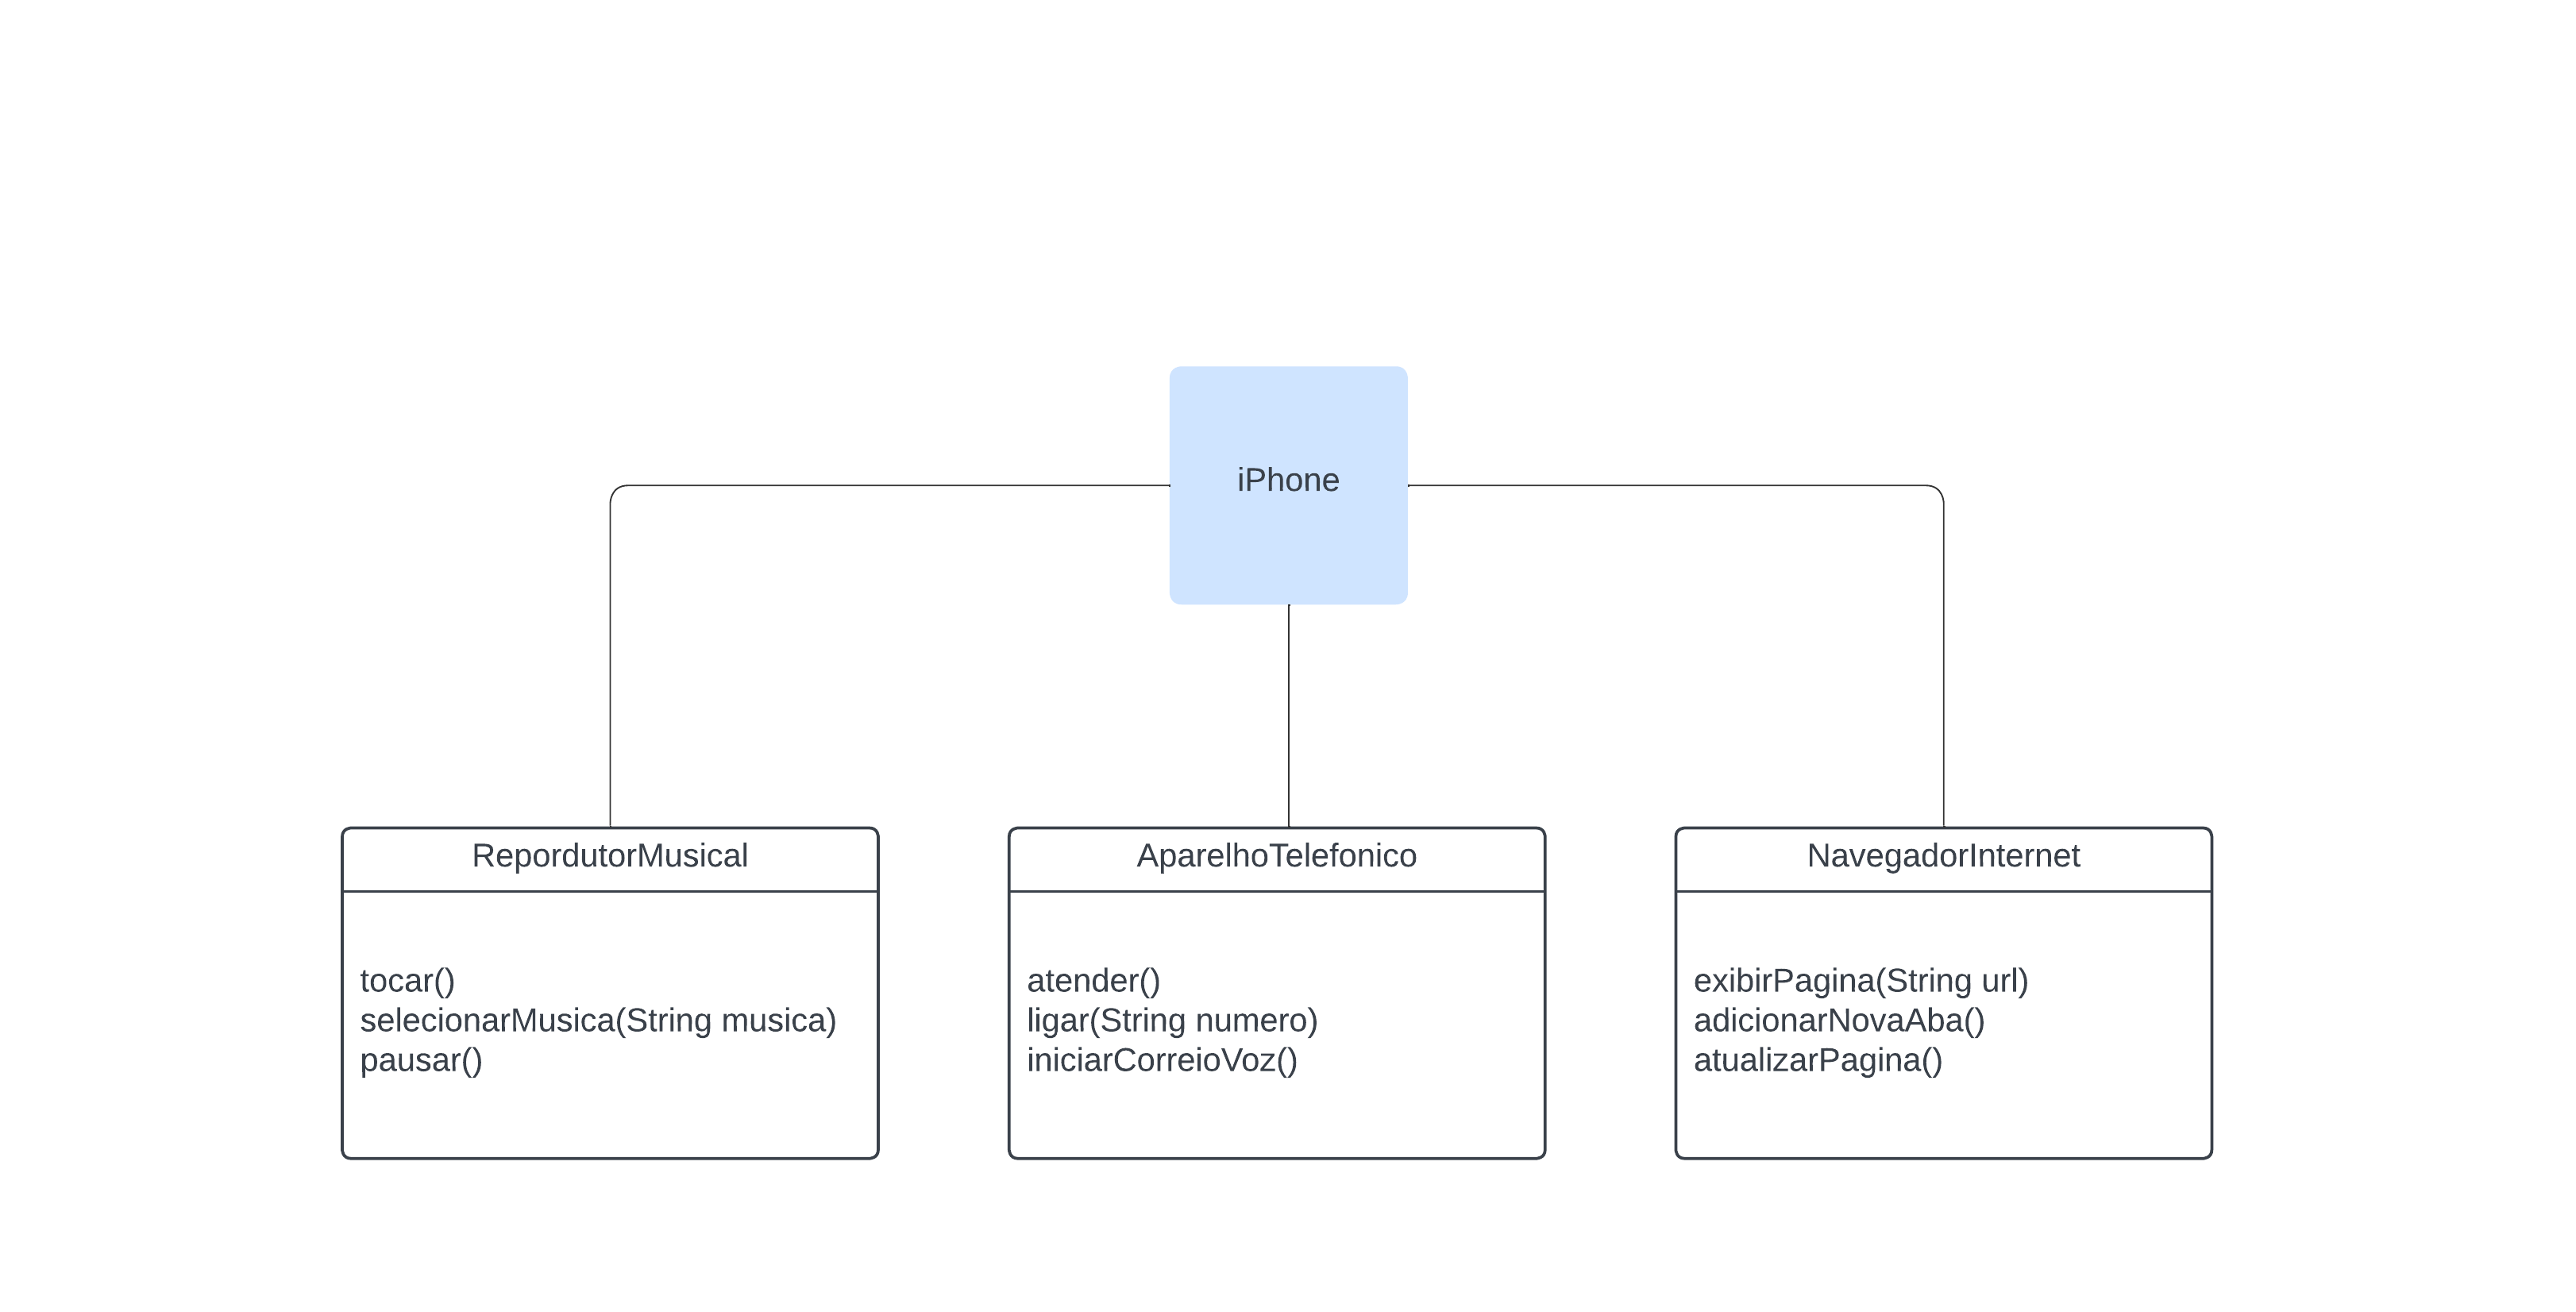 iPhone
RepordutorMusical
tocar()
selecionarMusica(String musica)
pausar()
AparelhoTelefonico
atender()
ligar(String numero)
iniciarCorreioVoz()
NavegadorInternet
exibirPagina(String url)
adicionarNovaAba()
atualizarPagina()